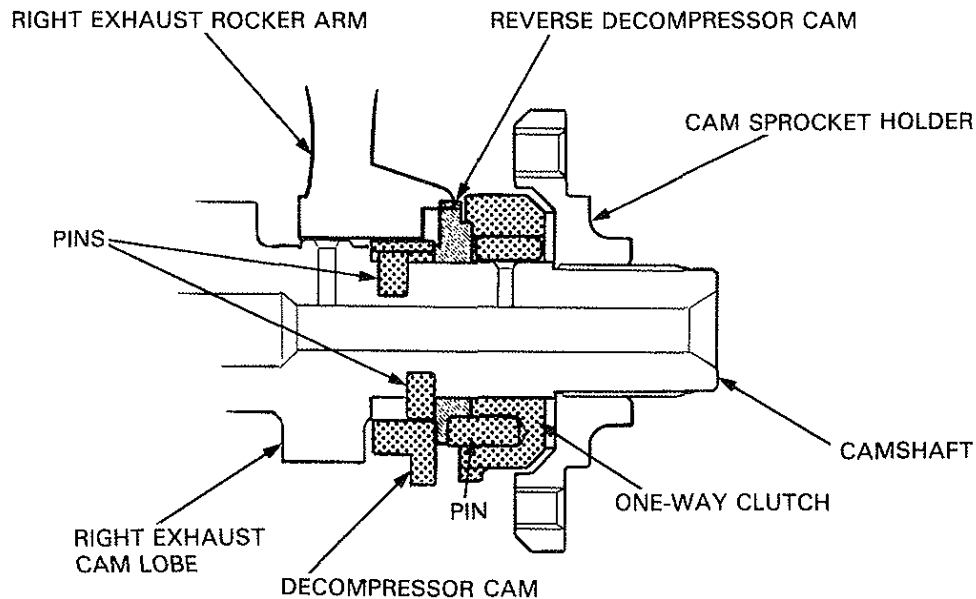 RIGHT EXHAUST ROCKER ARM
REVERSE DECOMPRESSOR CAM
CAM SPROCKET HOLDER
PINS
CAMSHAFT
ONE-WAY CLUTCH
PIN
RIGHT EXHAUST
CAM LOBE
DECOMPRESSOR CAM